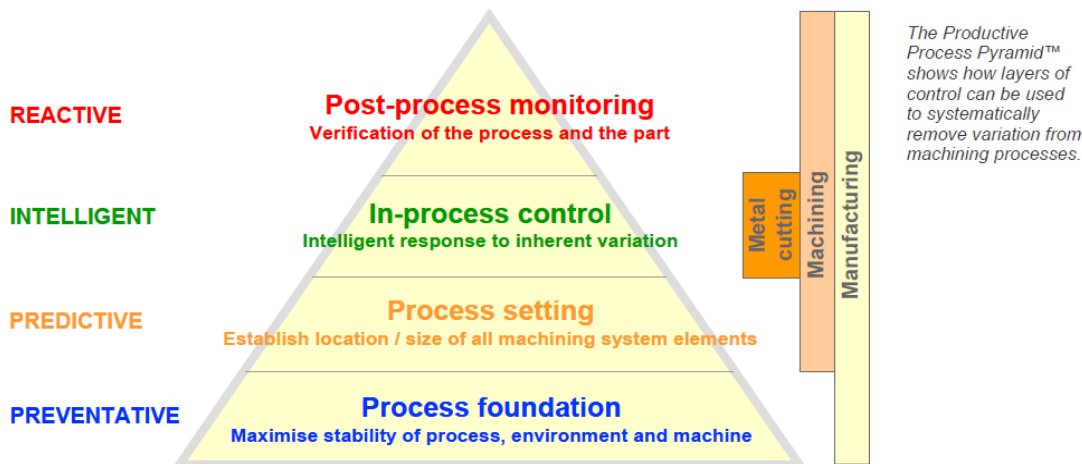 REACTIVE
Post-process monitoring
Verification of the process and the part
INTELLIGENT
In-process control
Intelligent response to inherent variation
PREDICTIVE
Process setting
Establish location / size of all machining system elements
PREVENTATIVE
Process foundation
Maximise stability of process, environment and machine
Metal
cutting
Machining
Manufacturing
The Productive
Process Pyramid™
shows how layers of
control can be used
to systematically
remove variation from
machining processes.